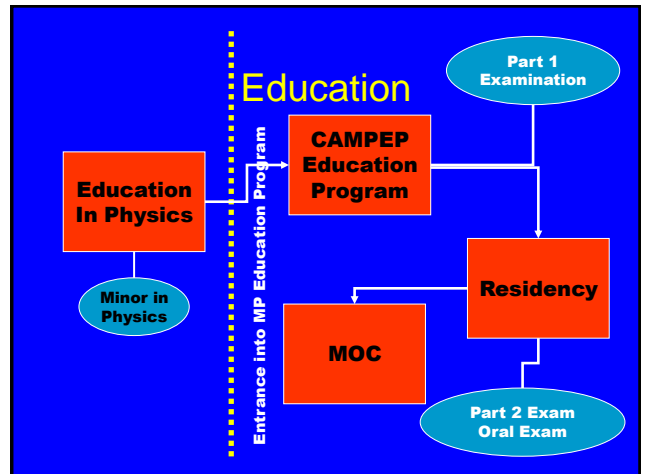 Education
Part 1
Examination
CAMPEP
Education
Program
Education
In Physics
Minor in
Physics
Entrance into MP Education Program
Residency
MOC
Part 2 Exam
Oral Exam